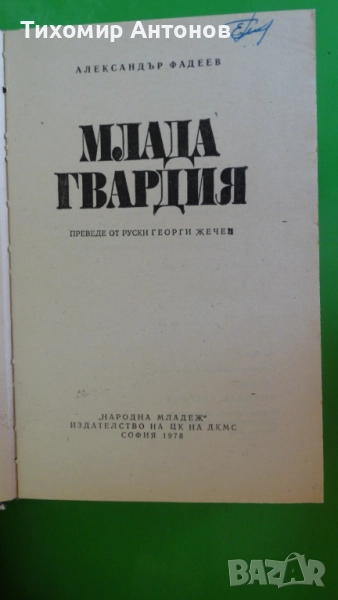 Тихомир Антонов
АЛЕКСАНДЪР ФАДЕЕВ
МЛАДА
ГВАРДИЯ
ПРЕВЕДЕ ОТ РУСКИ ГЕОРГИ ЖЕЧЕВ
„НАРОДНА МЛАДЕЖ“
ИЗДАТЕЛСТВО НА ЦК НА ДКМС
СОФИЯ 1978
BAZAR